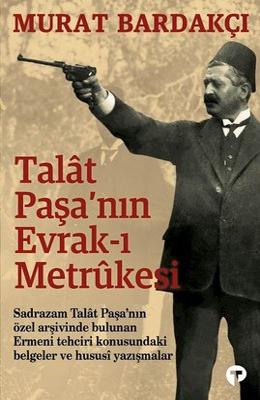 MURAT BARDAKÇI
Talât
Paşa'nın
Evrak-ı
Metrûkesi
Sadrazam Talât Paşa'nın
özel arşivinde bulunan
Ermeni tehciri konusundaki
belgeler ve hususî yazışmalar